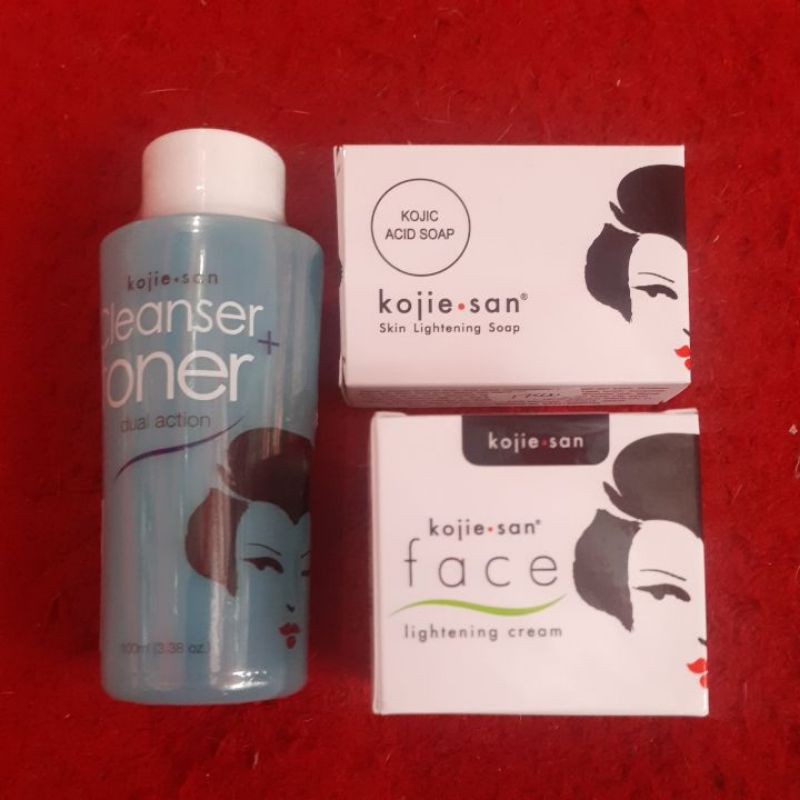 kojie•san
Cleanser +
toner
dual action
100ml (3.38 oz.)
KOJIC
ACID SOAP
kojie•san®
Skin Lightening Soap
kojie•san
kojie•san®
face
lightening cream